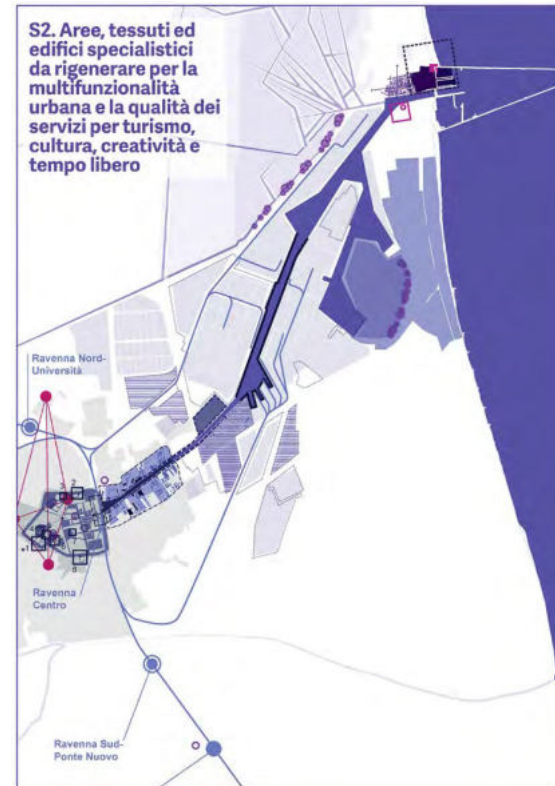 S2. Aree, tessuti ed
edifici specialistici
da rigenerare per la
multifunzionalità
urbana e la qualità dei
servizi per turismo,
cultura, creatività e
tempo libero
Ravenna Nord-
Università
Ravenna
Centro
Ravenna Sud-
Ponte Nuovo